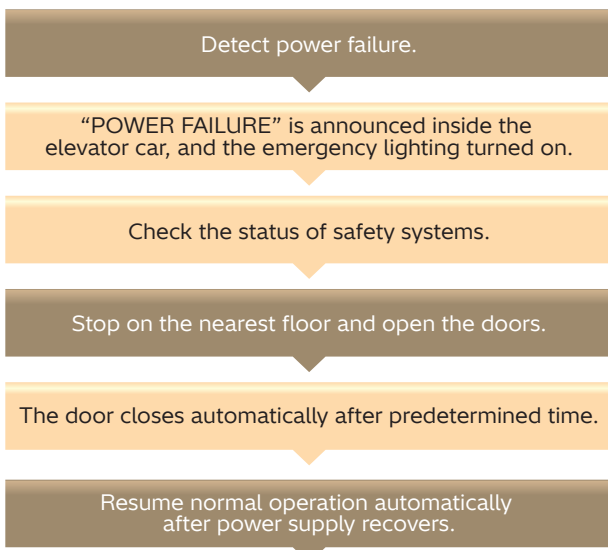 Detect power failure.
“POWER FAILURE” is announced inside the
elevator car, and the emergency lighting turned on.
Check the status of safety systems.
Stop on the nearest floor and open the doors.
The door closes automatically after predetermined time.
Resume normal operation automatically
after power supply recovers.